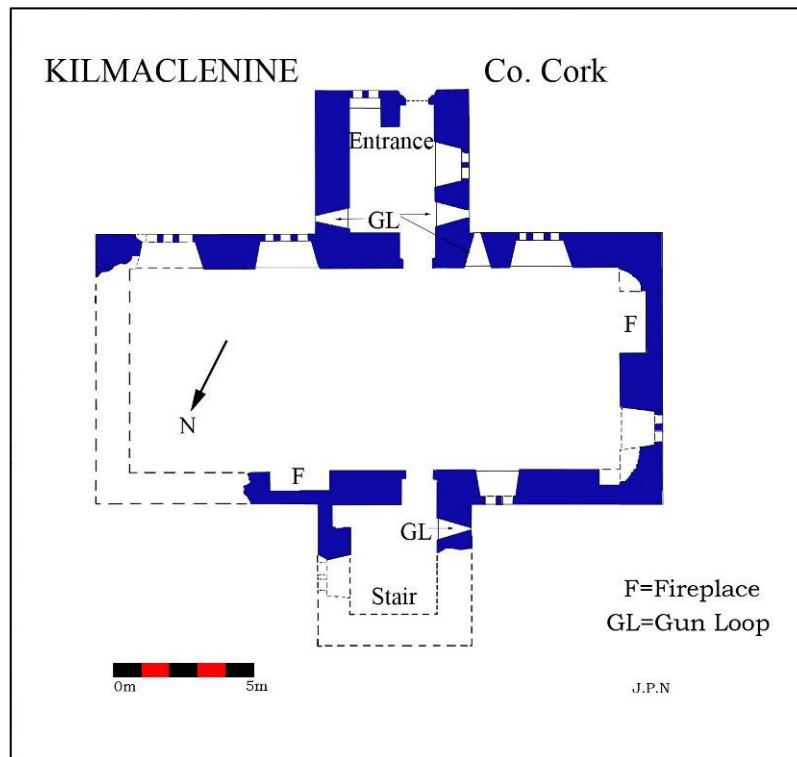 KILMACLENINE Co. Cork
Entrance
GL
F
N
F
GL
Stair
F=Fireplace
GL=Gun Loop
0m 5m
J.P.N